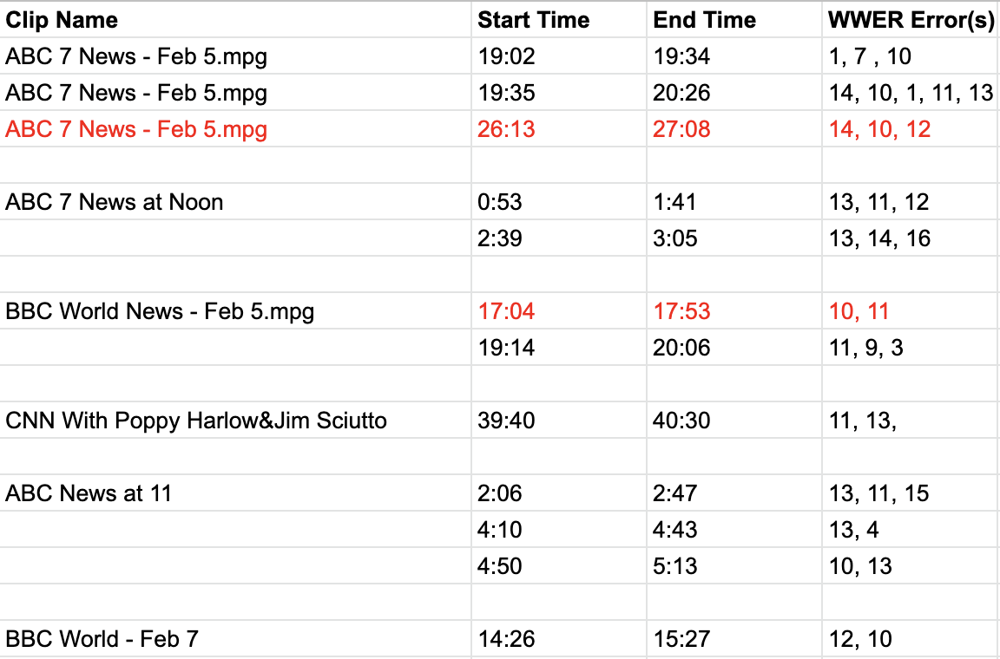 Clip Name Start Time End Time WWER Error(s)
ABC 7 News - Feb 5.mpg 19:02 19:34 1, 7 , 10
ABC 7 News - Feb 5.mpg 19:35 20:26 14, 10, 1, 11, 13
ABC 7 News - Feb 5.mpg 26:13 27:08 14, 10, 12
ABC 7 News at Noon 0:53 1:41 13, 11, 12
2:39 3:05 13, 14, 16
BBC World News - Feb 5.mpg 17:04 17:53 10, 11
19:14 20:06 11, 9, 3
CNN With Poppy Harlow&Jim Sciutto 39:40 40:30 11, 13,
ABC News at 11 2:06 2:47 13, 11, 15
4:10 4:43 13, 4
4:50 5:13 10, 13
BBC World - Feb 7 14:26 15:27 12, 10